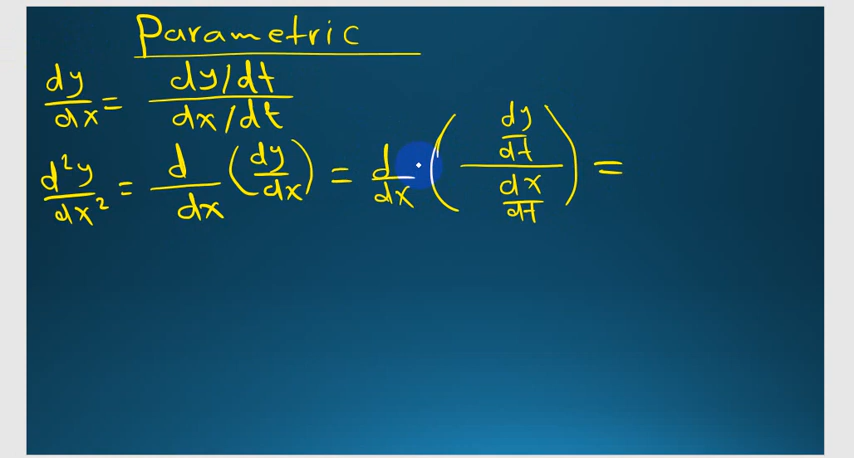 Parametric
dy/dx = (dy/dt)/(dx/dt)
d²y/dx² = d/dx (dy/dx) = d/dx · ((dy/dt)/(dx/dt)) =